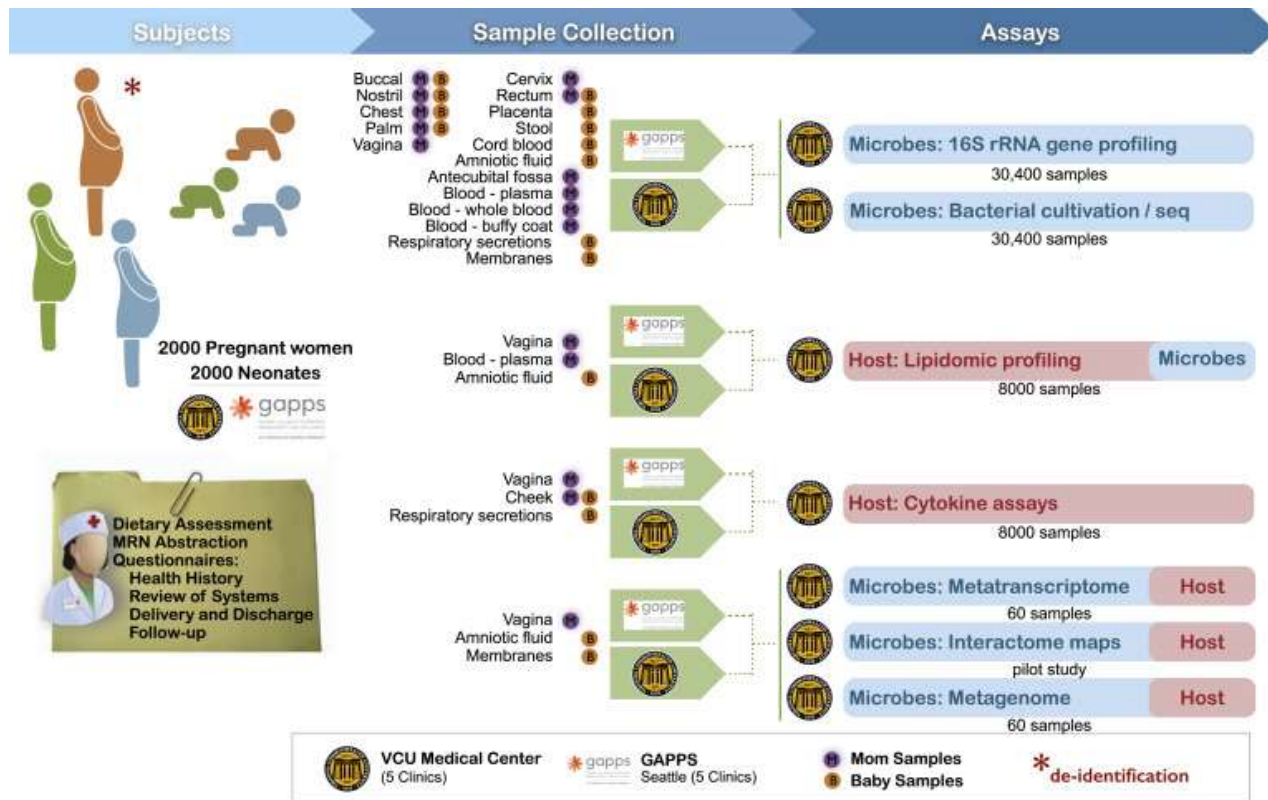 Subjects
Sample Collection
Assays
*
Buccal M B
Nostril M B
Chest M B
Palm M B
Vagina M
Cervix M
Rectum M B
Placenta B
Stool B
Cord blood B
Amniotic fluid B
Antecubital fossa M
Blood - plasma M
Blood - whole blood M
Blood - buffy coat M
Respiratory secretions B
Membranes B
gapps
Microbes: 16S rRNA gene profiling
30,400 samples
Microbes: Bacterial cultivation / seq
30,400 samples
2000 Pregnant women
2000 Neonates
gapps
Vagina M
Blood - plasma M
Amniotic fluid B
gapps
Host: Lipidomic profiling Microbes
8000 samples
Dietary Assessment
MRN Abstraction
Questionnaires:
Health History
Review of Systems
Delivery and Discharge
Follow-up
Vagina M
Cheek M B
Respiratory secretions B
gapps
Host: Cytokine assays
8000 samples
Vagina M
Amniotic fluid B
Membranes B
gapps
Microbes: Metatranscriptome Host
60 samples
Microbes: Interactome maps Host
pilot study
Microbes: Metagenome Host
60 samples
VCU Medical Center
(5 Clinics)
gapps
GAPPS
Seattle (5 Clinics)
M Mom Samples
B Baby Samples
*de-identification